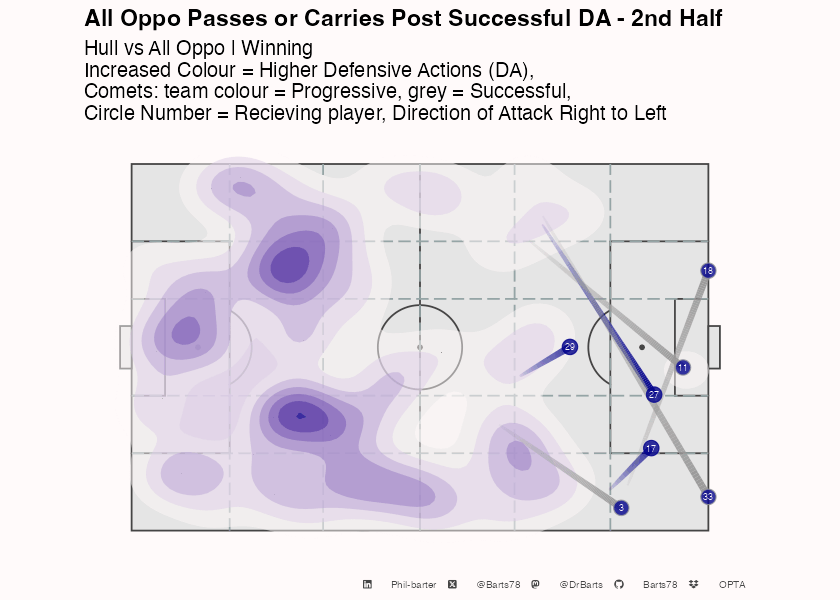 All Oppo Passes or Carries Post Successful DA - 2nd Half
Hull vs All Oppo | Winning
Increased Colour = Higher Defensive Actions (DA),
Comets: team colour = Progressive, grey = Successful,
Circle Number = Recieving player, Direction of Attack Right to Left
18
29
11
27
17
33
3
Phil-barter @Barts78 @DrBarts Barts78 OPTA